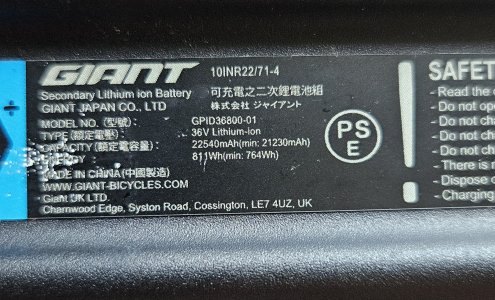 GIANT 10INR22/71-4
Secondary Lithium ion Battery 可充電之二次鋰電池組
GIANT JAPAN CO., LTD 株式会社 ジャイアント
MODEL NO. (型號): GPID36800-01
TYPE (額定電壓): 36V Lithium-ion
CAPACITY (額定電容量): 22540mAh(min: 21230mAh)
811Wh(min: 764Wh)
MADE IN CHINA (中國製造)
WWW.GIANT-BICYCLES.COM
Giant UK LTD.
Charnwood Edge, Syston Road, Cossington, LE7 4UZ, UK
PS
E
+
!
SAFET
- Read the
- Do not op
- Do not
- Do not
- Do not
- There is
- Dispose
- Charging